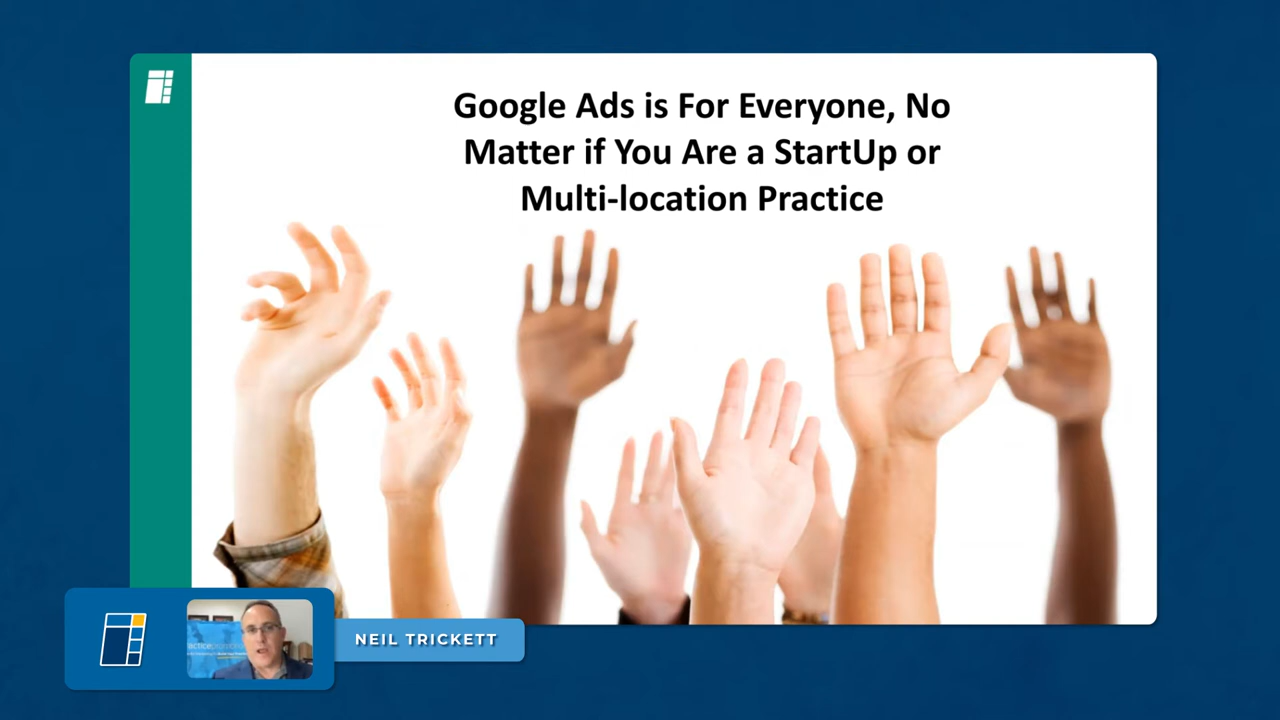 Google Ads is For Everyone, No
Matter if You Are a StartUp or
Multi-location Practice
NEIL TRICKETT